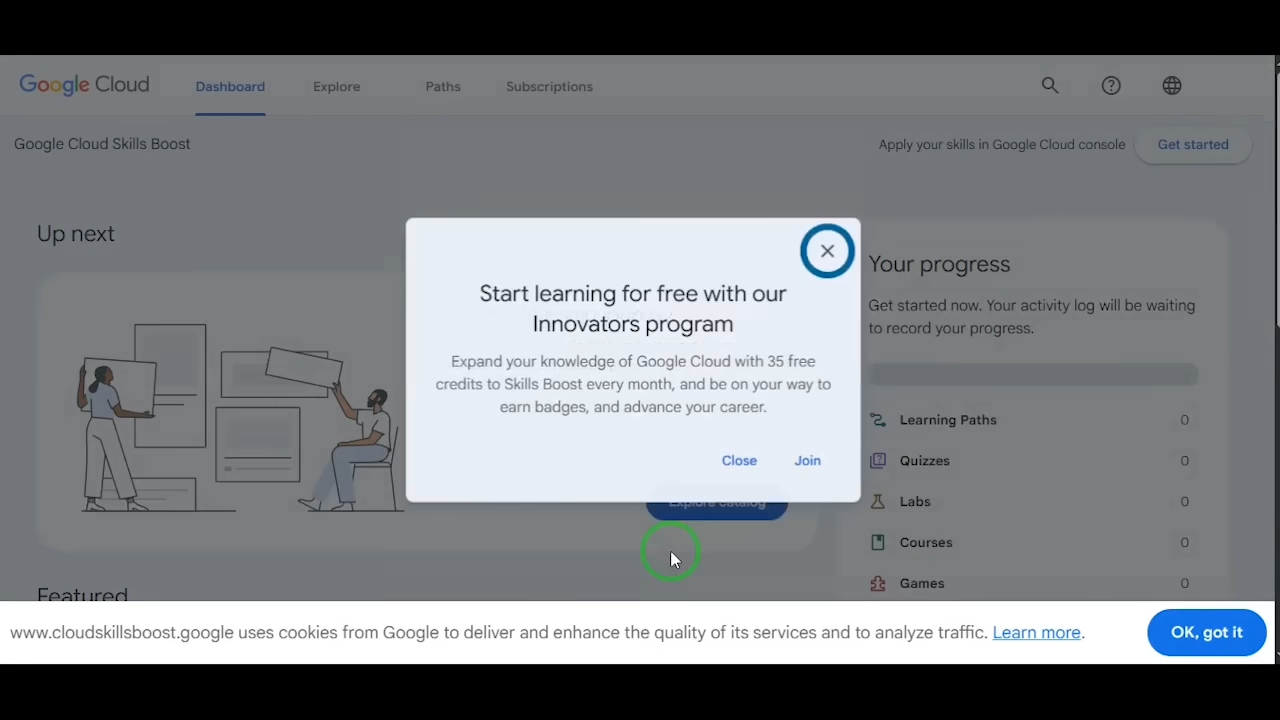 Google Cloud
Dashboard
Explore
Paths
Subscriptions
Google Cloud Skills Boost
Apply your skills in Google Cloud console
Get started
Up next
Start learning for free with our
Innovators program
Expand your knowledge of Google Cloud with 35 free
credits to Skills Boost every month, and be on your way to
earn badges, and advance your career.
Close
Join
Explore catalog
Your progress
Get started now. Your activity log will be waiting
to record your progress.
Learning Paths 0
Quizzes 0
Labs 0
Courses 0
Games 0
Featured
www.cloudskillsboost.google uses cookies from Google to deliver and enhance the quality of its services and to analyze traffic. Learn more.
OK, got it